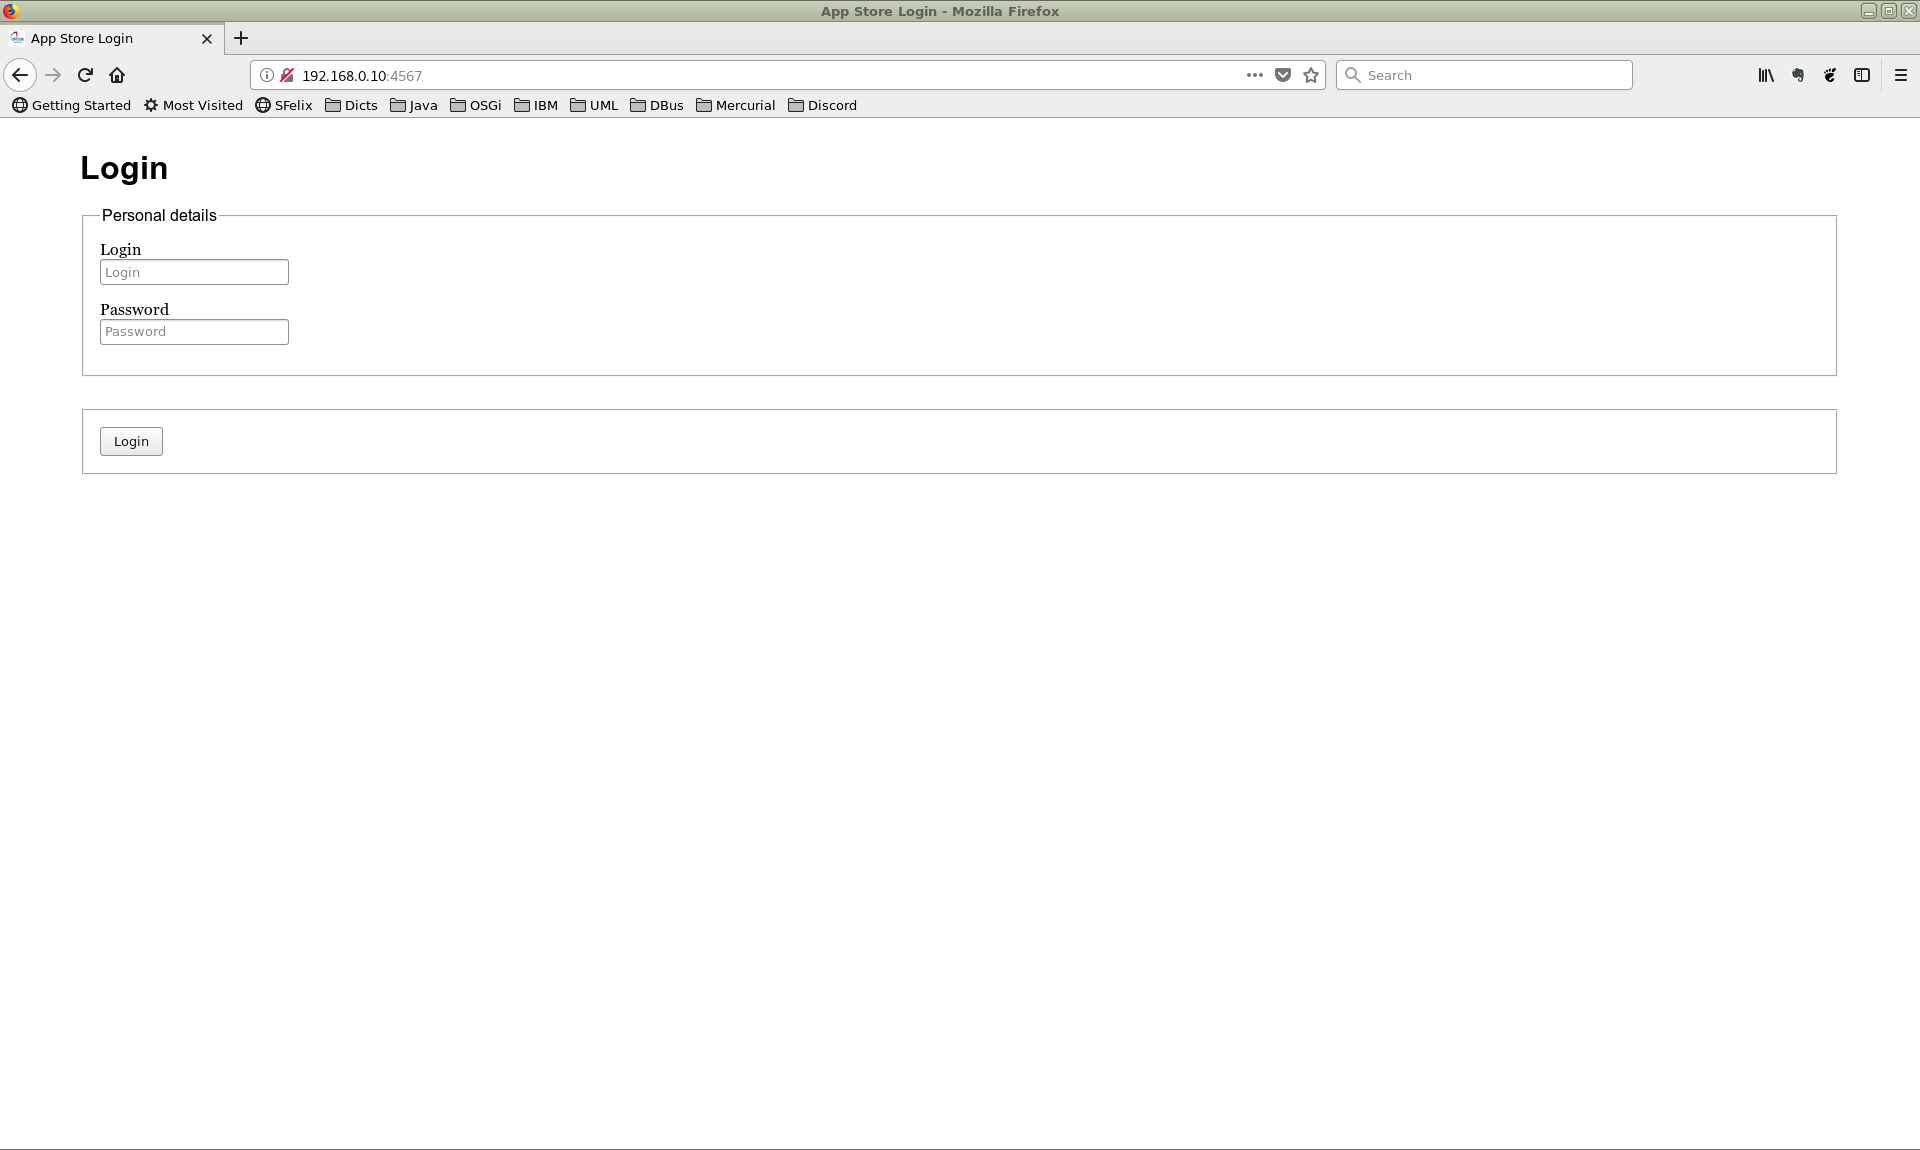 App Store Login - Mozilla Firefox
App Store Login
192.168.0.10:4567
Search
Getting Started Most Visited SFelix Dicts Java OSGi IBM UML DBus Mercurial Discord
Login
Personal details
Login
Login
Password
Password
Login